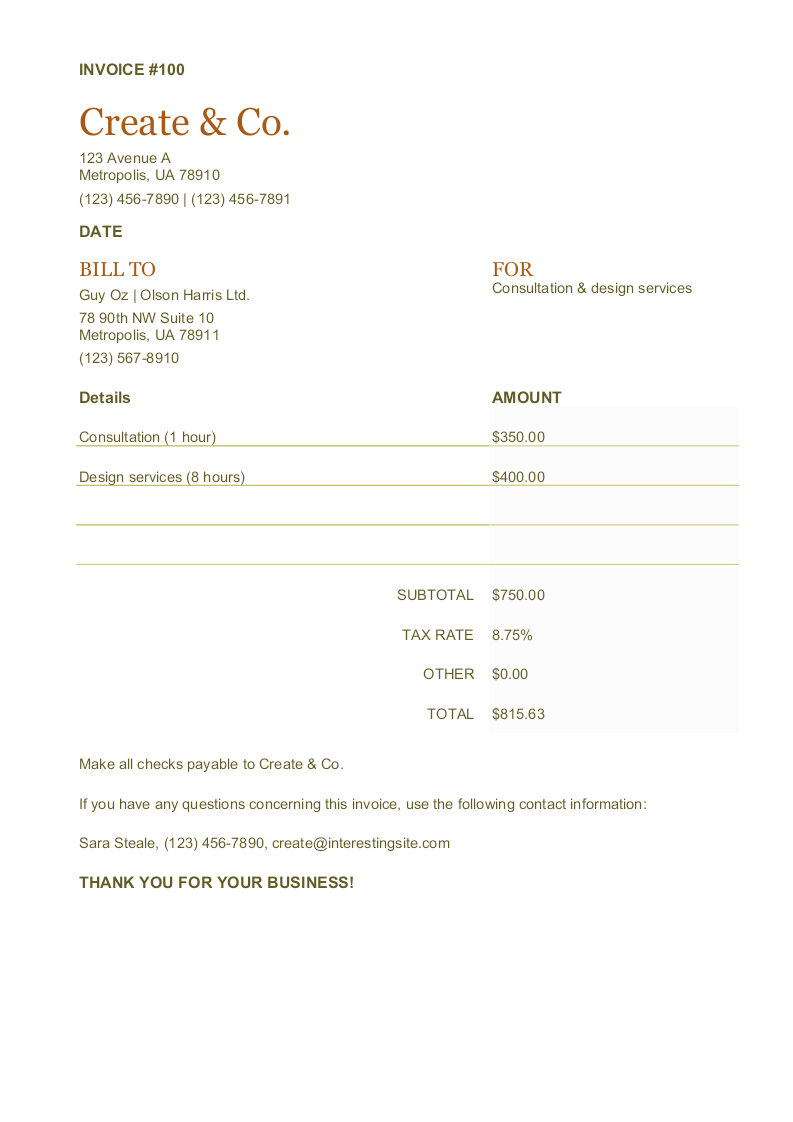 INVOICE #100
Create & Co.
123 Avenue A
Metropolis, UA 78910
(123) 456-7890 | (123) 456-7891
DATE
BILL TO
Guy Oz | Olson Harris Ltd.
78 90th NW Suite 10
Metropolis, UA 78911
(123) 567-8910
FOR
Consultation & design services
Details AMOUNT
Consultation (1 hour) $350.00
Design services (8 hours) $400.00
SUBTOTAL $750.00
TAX RATE 8.75%
OTHER $0.00
TOTAL $815.63
Make all checks payable to Create & Co.
If you have any questions concerning this invoice, use the following contact information:
Sara Steale, (123) 456-7890, create@interestingsite.com
THANK YOU FOR YOUR BUSINESS!